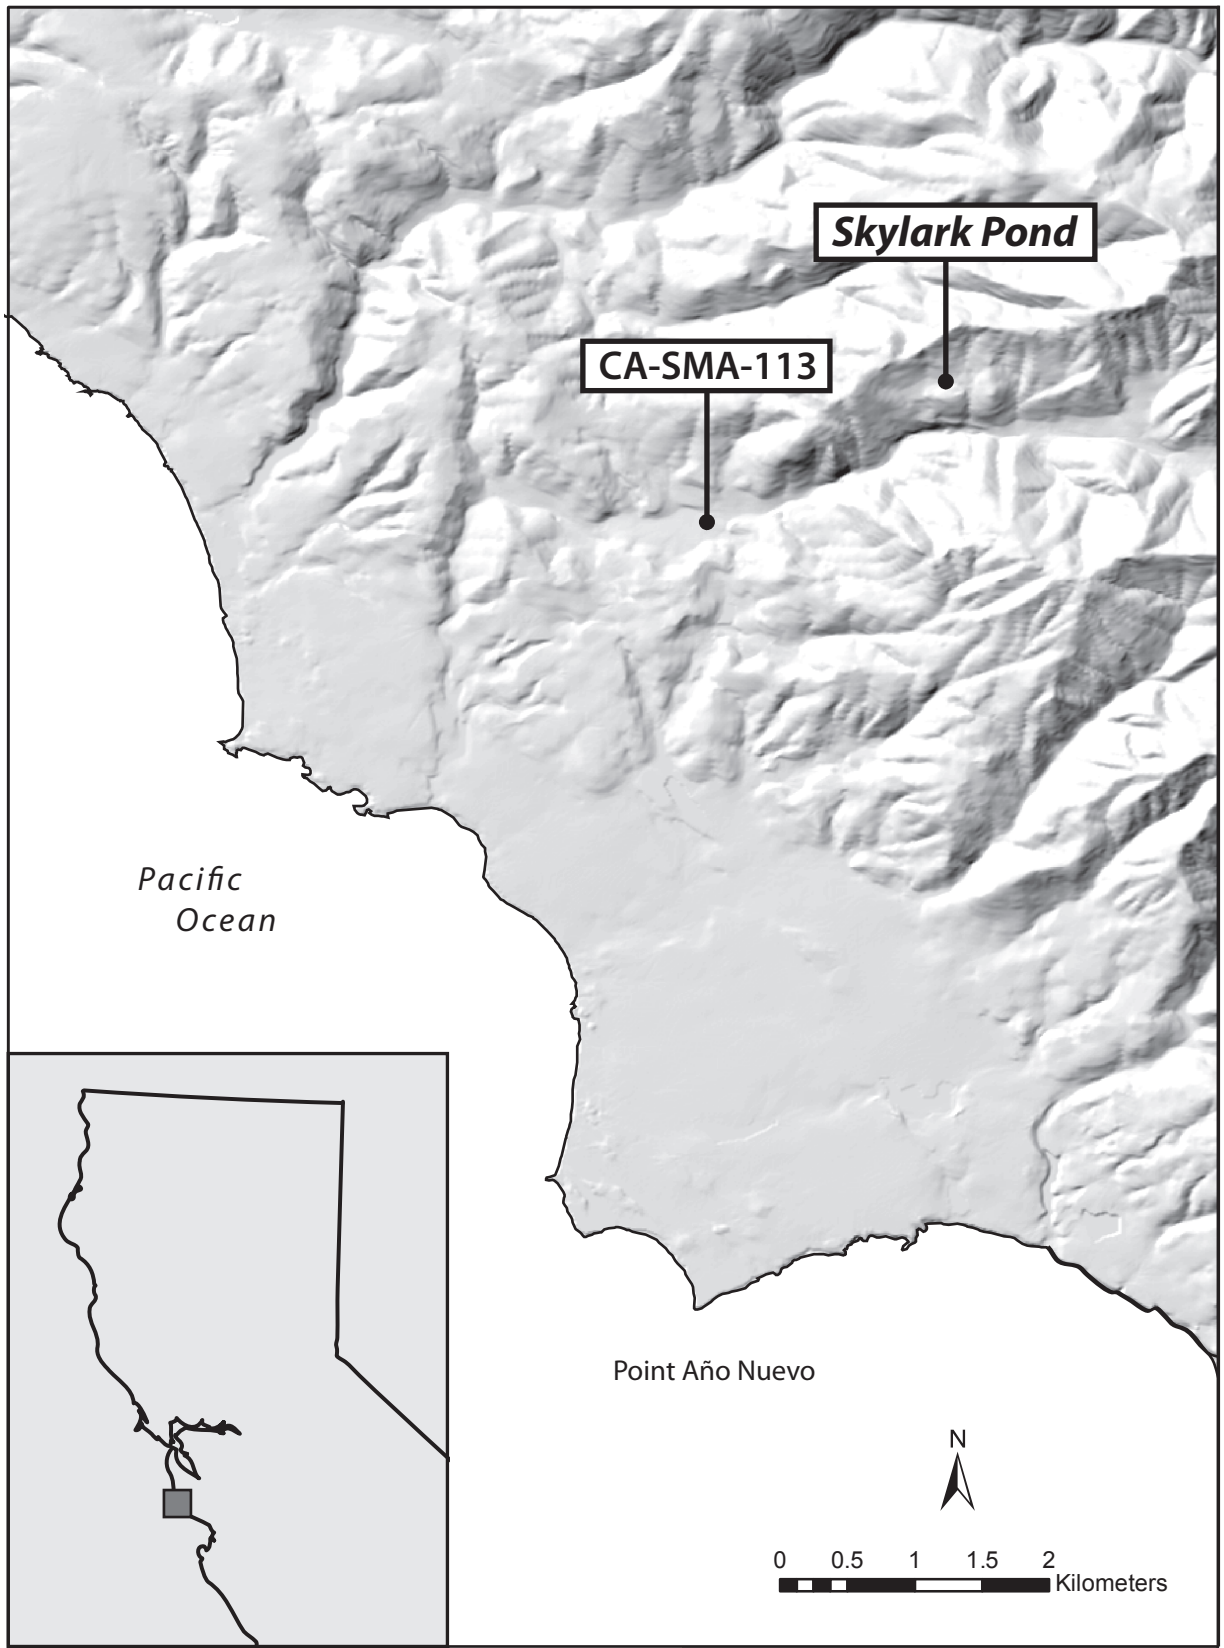 Skylark Pond
CA-SMA-113
Pacific
Ocean
Point Año Nuevo
N
0 0.5 1 1.5 2
Kilometers